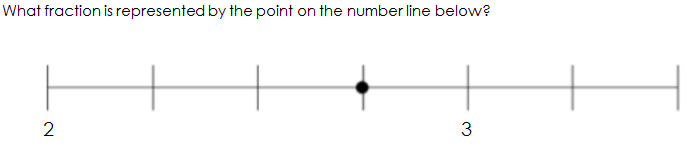 What fraction is represented by the point on the number line below?
2 3